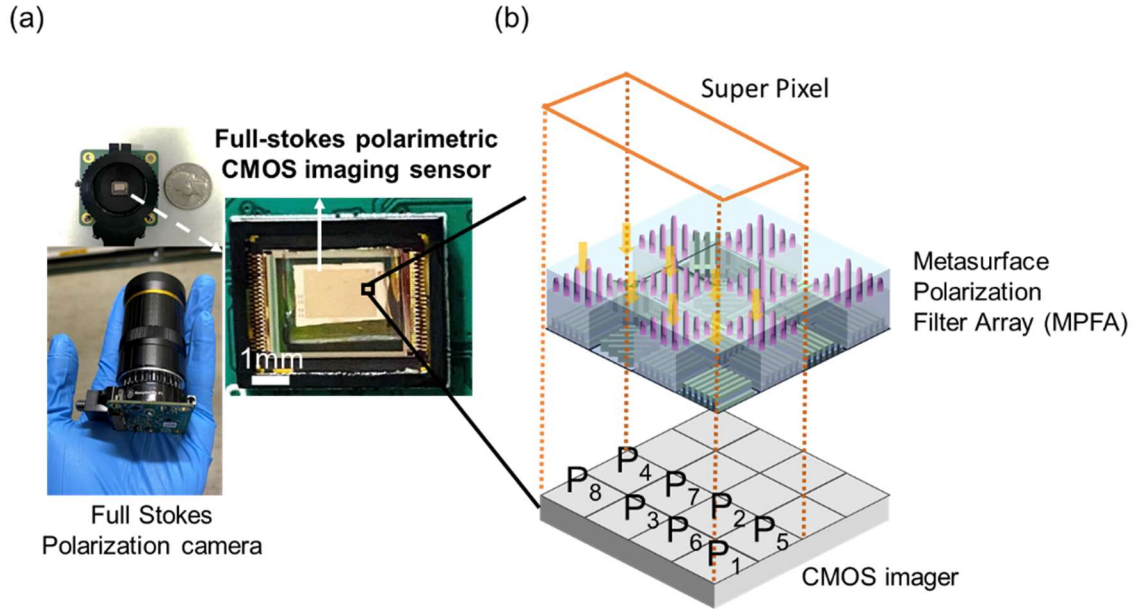 (a)
(b)
Super Pixel
Full-stokes polarimetric
CMOS imaging sensor
1mm
Metasurface
Polarization
Filter Array (MPFA)
P4
P8
P7
P3
P2
P6
P5
P1
Full Stokes
Polarization camera
CMOS imager